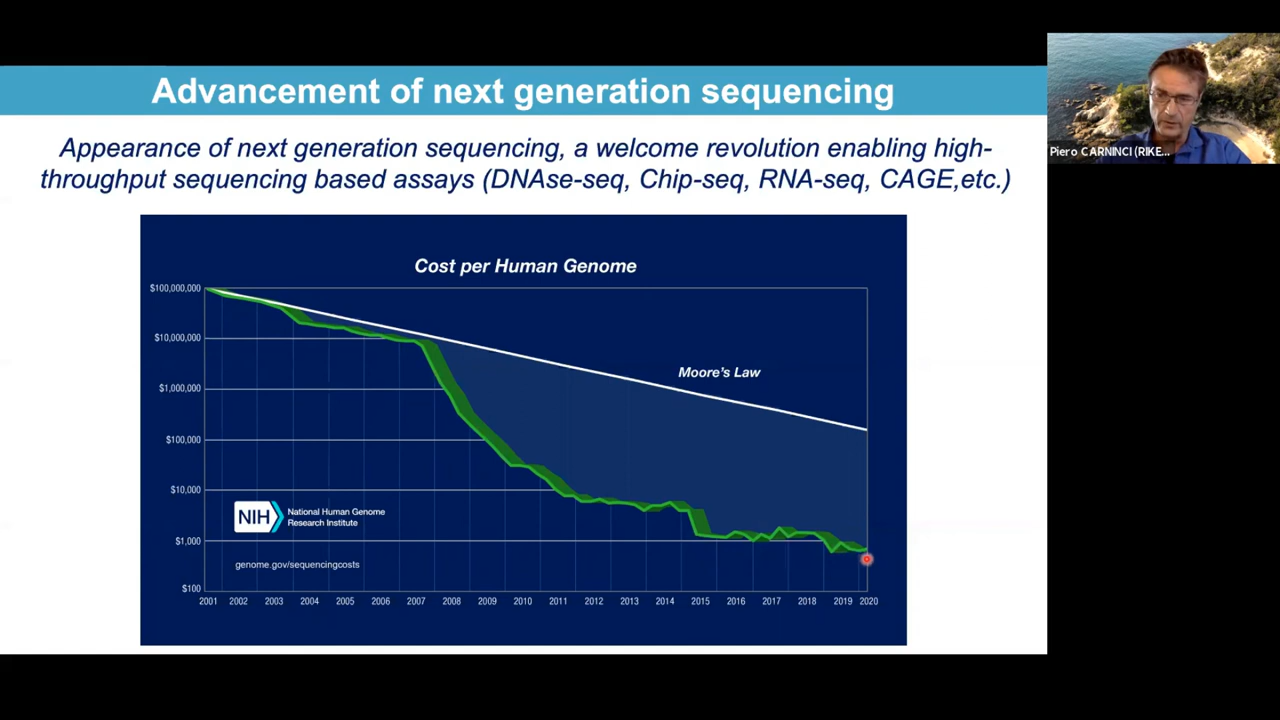 Advancement of next generation sequencing
Appearance of next generation sequencing, a welcome revolution enabling high-
throughput sequencing based assays (DNAse-seq, Chip-seq, RNA-seq, CAGE,etc.)
Piero CARNINCI (RIKE...
Cost per Human Genome
$100,000,000
$10,000,000
$1,000,000
$100,000
$10,000
$1,000
$100
Moore's Law
NIH
National Human Genome
Research Institute
genome.gov/sequencingcosts
2001 2002 2003 2004 2005 2006 2007 2008 2009 2010 2011 2012 2013 2014 2015 2016 2017 2018 2019 2020